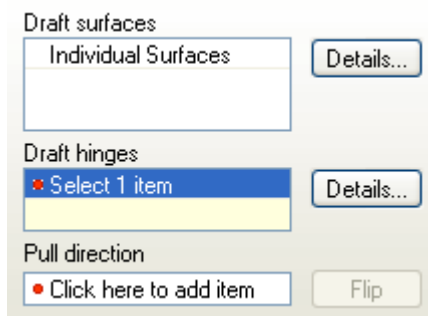 Draft surfaces
Individual Surfaces
Details...
Draft hinges
Select 1 item
Details...
Pull direction
Click here to add item
Flip